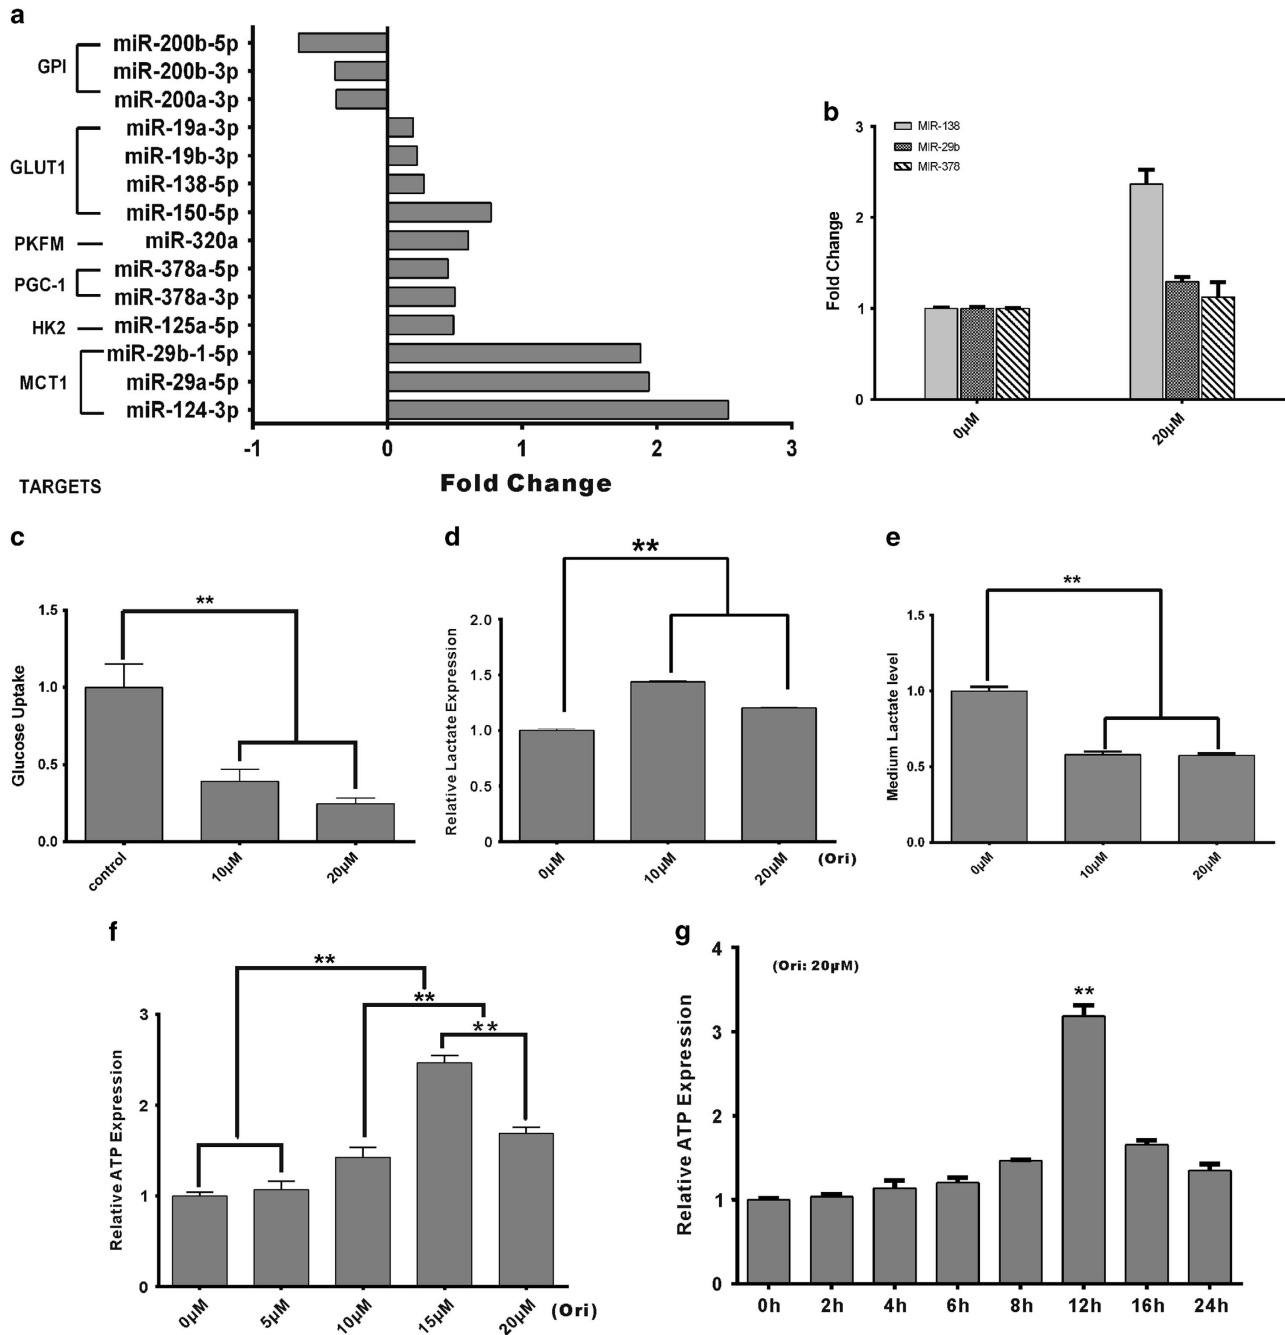 a
GPI
miR-200b-5p
miR-200b-3p
miR-200a-3p
GLUT1
miR-19a-3p
miR-19b-3p
miR-138-5p
miR-150-5p
PKFM
miR-320a
PGC-1
miR-378a-5p
miR-378a-3p
HK2
miR-125a-5p
MCT1
miR-29b-1-5p
miR-29a-5p
miR-124-3p
-1 0 1 2 3
TARGETS
Fold Change
b
MIR-138
MIR-29b
MIR-378
Fold Change
3
2
1
0
0μM 20μM
c
**
Glucose Uptake
1.5
1.0
0.5
0.0
control 10μM 20μM
d
**
Relative Lactate Expression
2.0
1.5
1.0
0.5
0
0μM 10μM 20μM (Ori)
e
**
Medium Lactate level
1.5
1.0
0.5
0.0
0μM 10μM 20μM
f
**
**
**
Relative ATP Expression
3
2
1
0
0μM 5μM 10μM 15μM 20μM (Ori)
g
(Ori: 20μM)
**
Relative ATP Expression
4
3
2
1
0
0h 2h 4h 6h 8h 12h 16h 24h